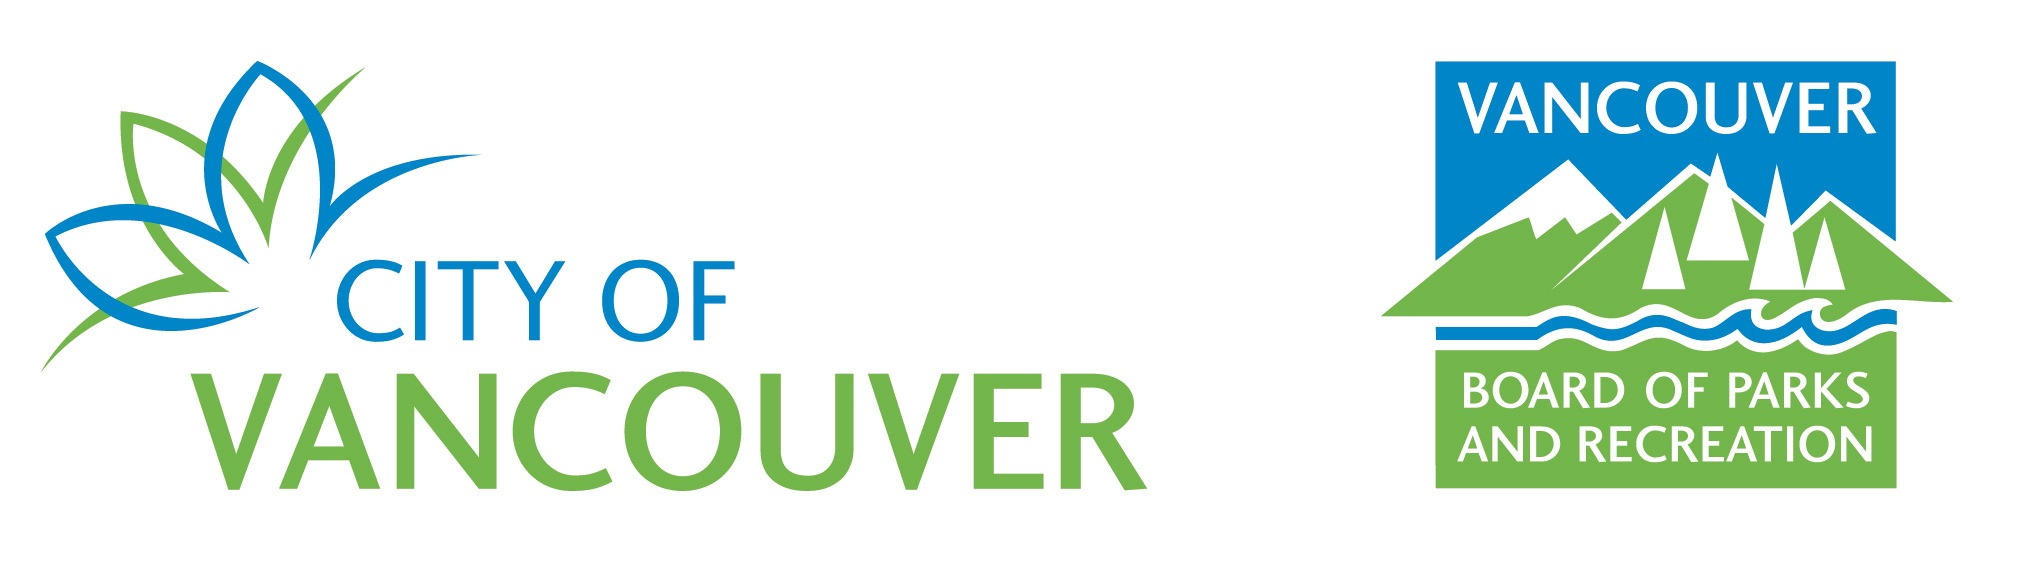 CITY OF
VANCOUVER
VANCOUVER
BOARD OF PARKS
AND RECREATION